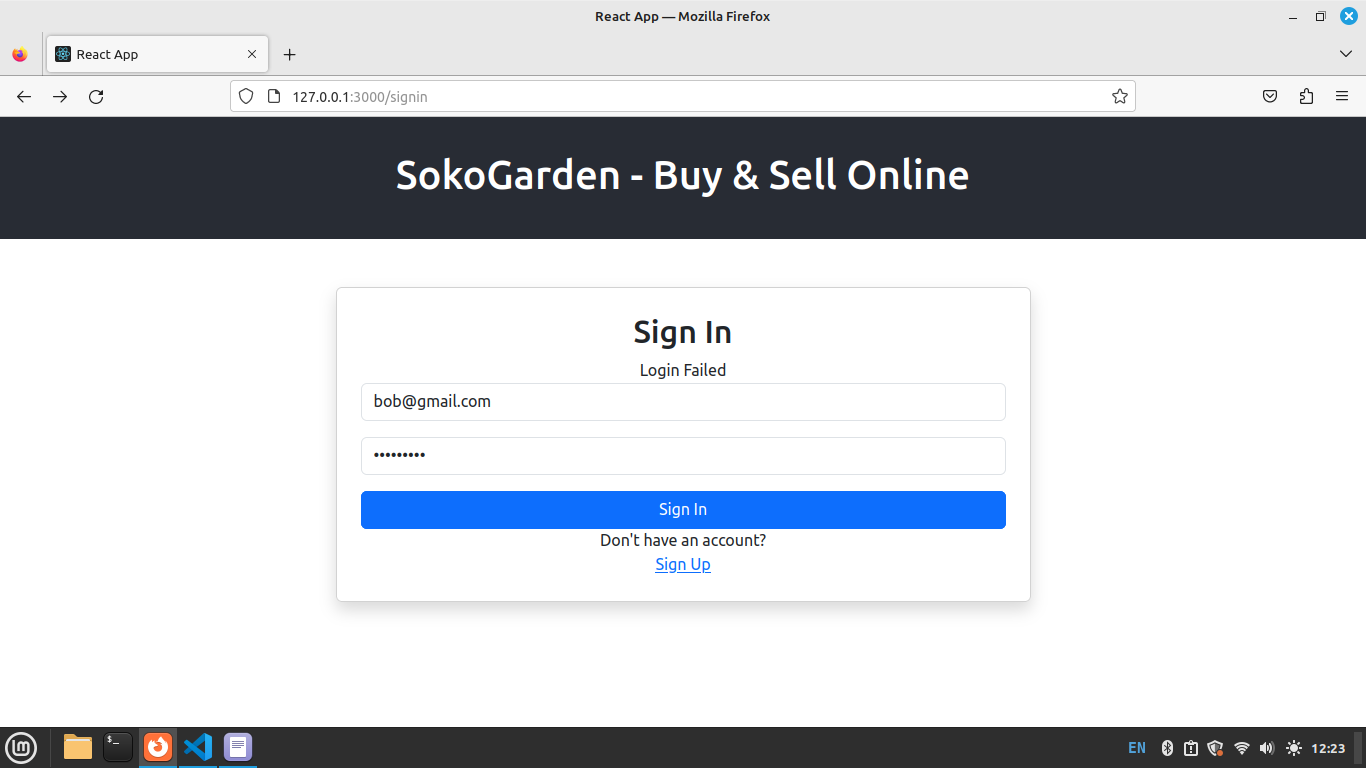 React App — Mozilla Firefox
React App
127.0.0.1:3000/signin
SokoGarden - Buy & Sell Online
Sign In
Login Failed
bob@gmail.com
•••••••••
Sign In
Don't have an account?
Sign Up
$_
EN
12:23